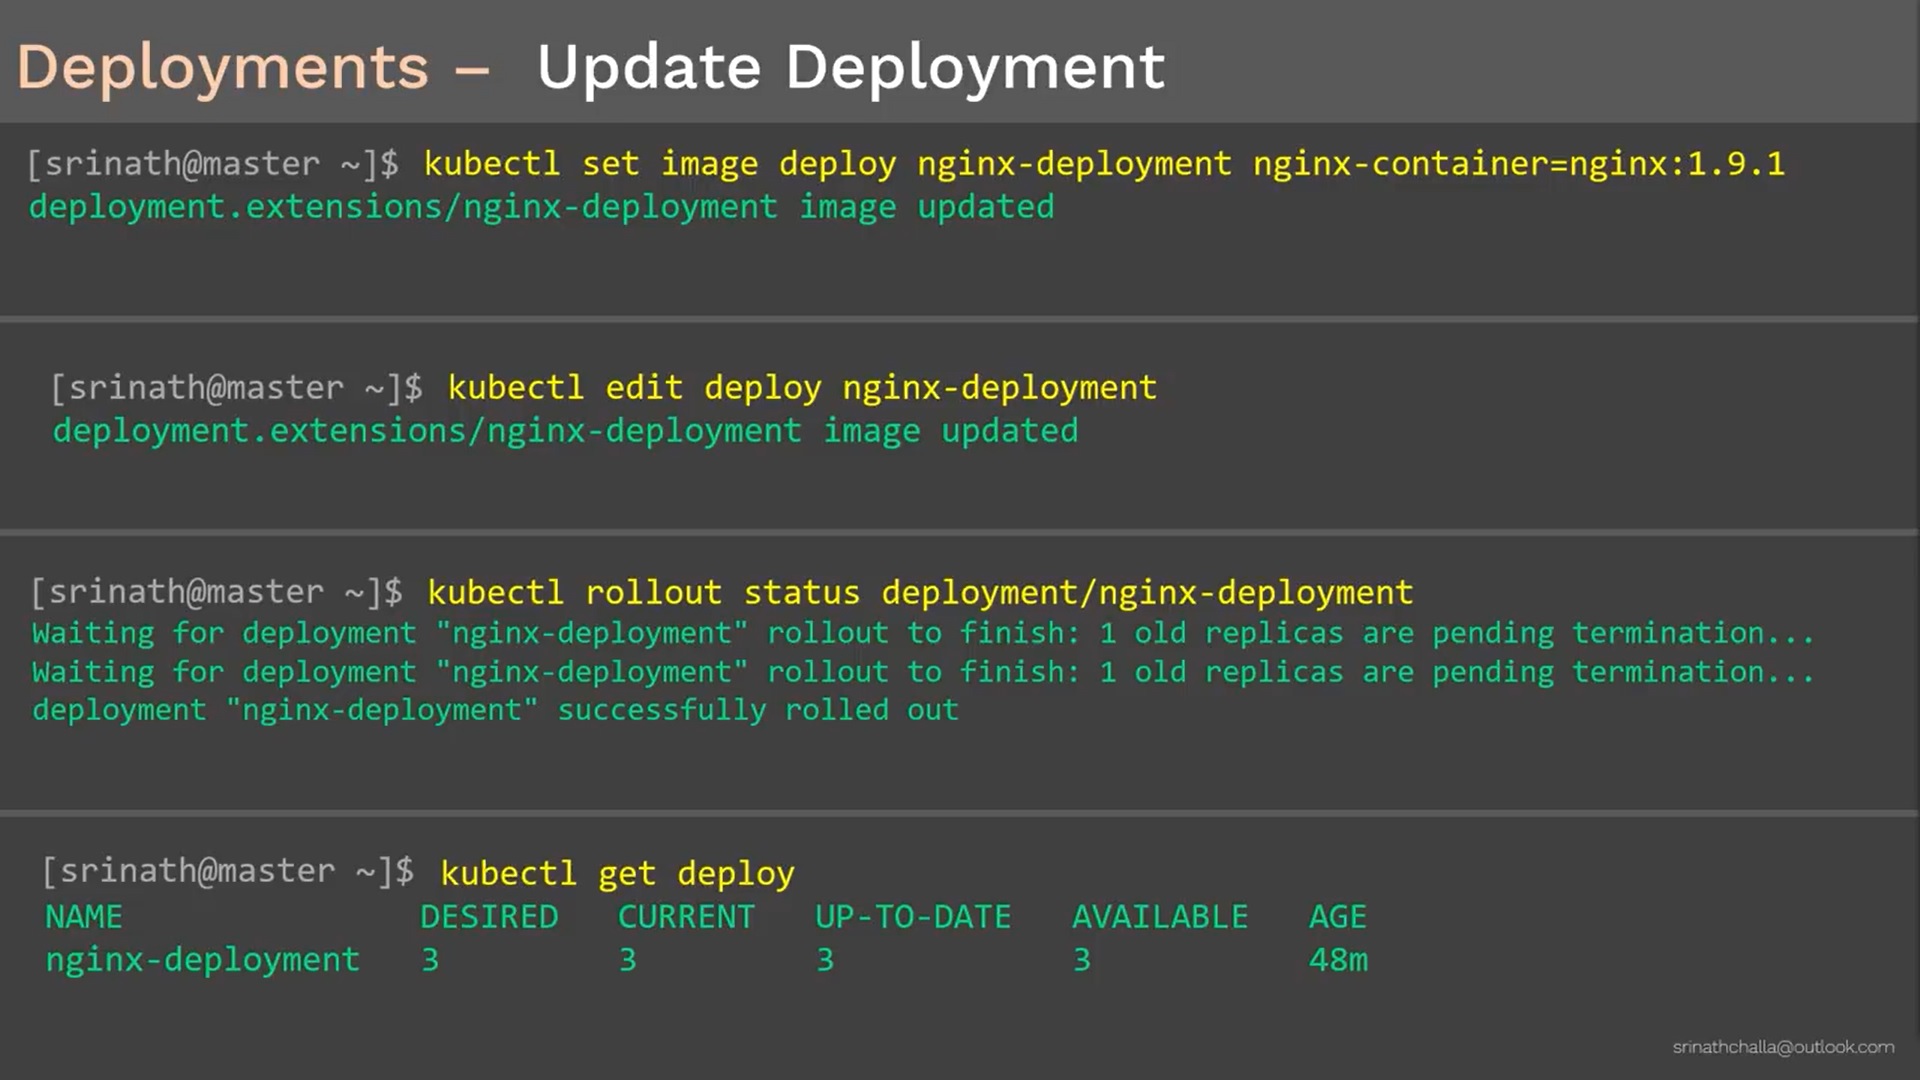 Deployments – Update Deployment
[srinath@master ~]$ kubectl set image deploy nginx-deployment nginx-container=nginx:1.9.1
deployment.extensions/nginx-deployment image updated
[srinath@master ~]$ kubectl edit deploy nginx-deployment
deployment.extensions/nginx-deployment image updated
[srinath@master ~]$ kubectl rollout status deployment/nginx-deployment
Waiting for deployment "nginx-deployment" rollout to finish: 1 old replicas are pending termination...
Waiting for deployment "nginx-deployment" rollout to finish: 1 old replicas are pending termination...
deployment "nginx-deployment" successfully rolled out
[srinath@master ~]$ kubectl get deploy
NAME DESIRED CURRENT UP-TO-DATE AVAILABLE AGE
nginx-deployment 3 3 3 3 48m
srinathchalla@outlook.com